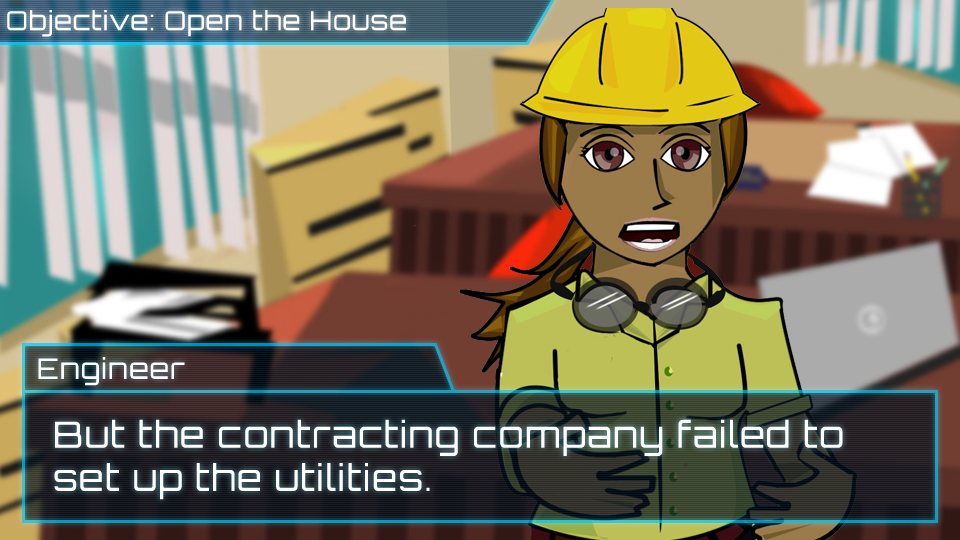 Objective: Open the House
Engineer
But the contracting company failed to
set up the utilities.